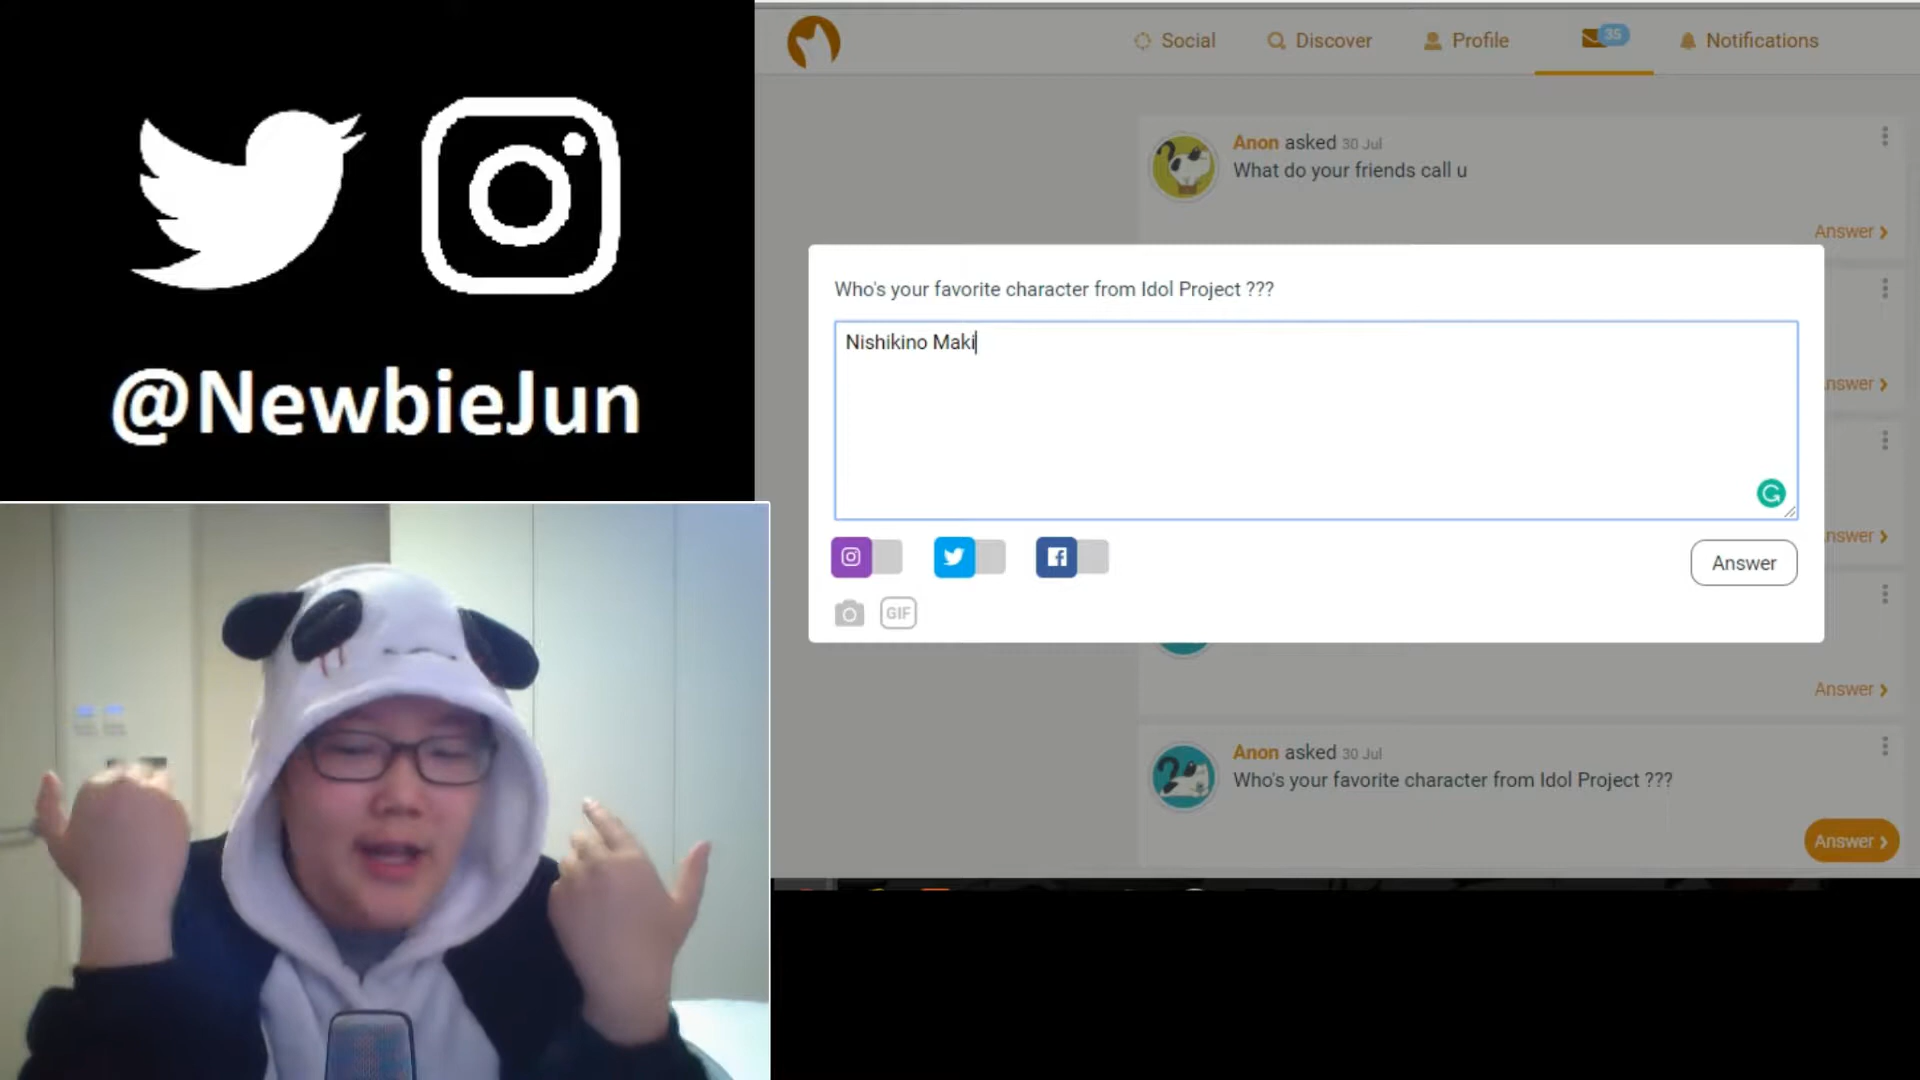 @NewbieJun
Social
Discover
Profile
35
Notifications
Anon asked 30 Jul
What do your friends call u
Answer
Who's your favorite character from Idol Project ???
Nishikino Maki
nswer
nswer
Answer
GIF
Answer
Anon asked 30 Jul
Who's your favorite character from Idol Project ???
Answer